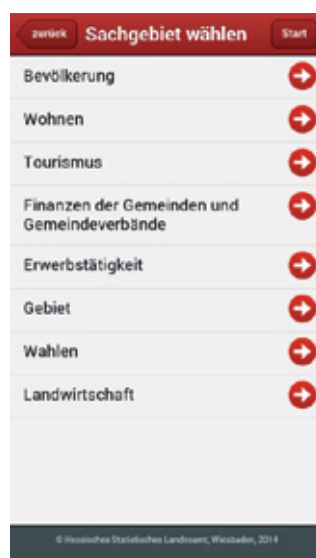 zurück Sachgebiet wählen Start
Bevölkerung
Wohnen
Tourismus
Finanzen der Gemeinden und
Gemeindeverbände
Erwerbstätigkeit
Gebiet
Wahlen
Landwirtschaft
© Hessisches Statistisches Landesamt, Wiesbaden, 2014